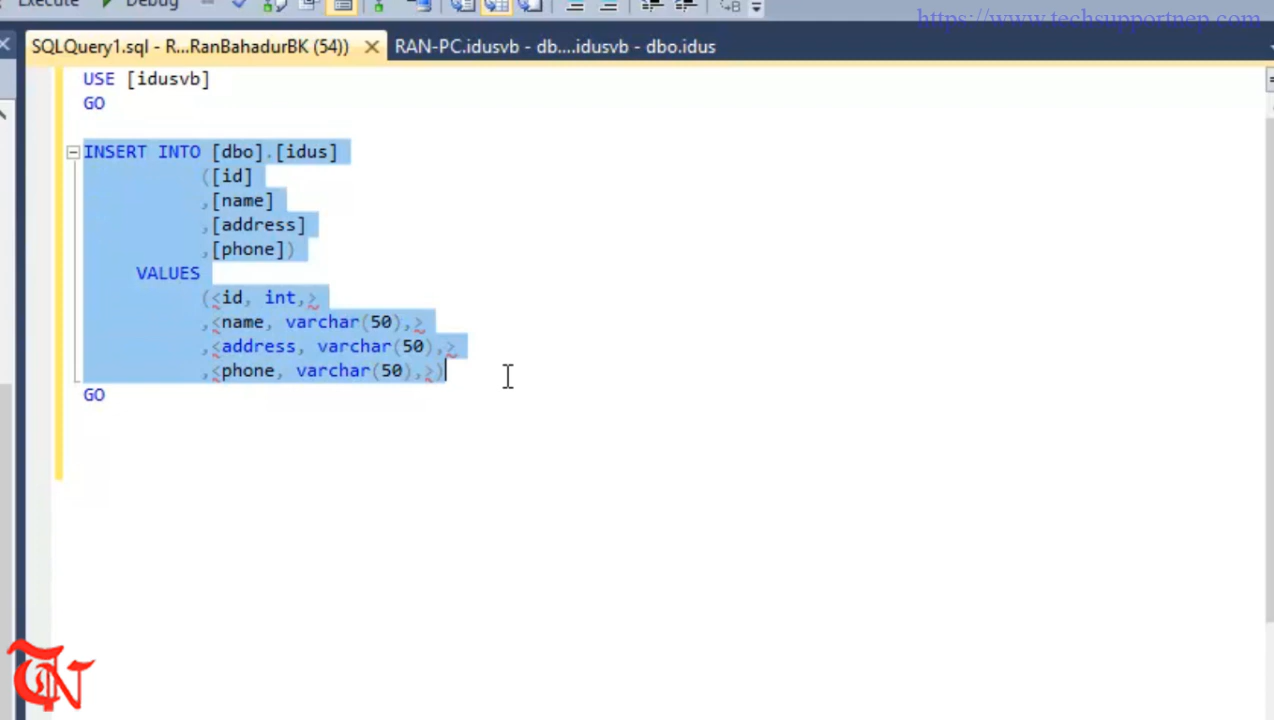 Execute Debug
https://www.techsupportnep.com
SQLQuery1.sql - R...RanBahadurBK (54)) RAN-PC.idusvb - db....idusvb - dbo.idus
USE [idusvb]
GO
INSERT INTO [dbo].[idus]
([id]
,[name]
,[address]
,[phone])
VALUES
(<id, int,>
,<name, varchar(50),>
,<address, varchar(50),>
,<phone, varchar(50),>)
GO
TN